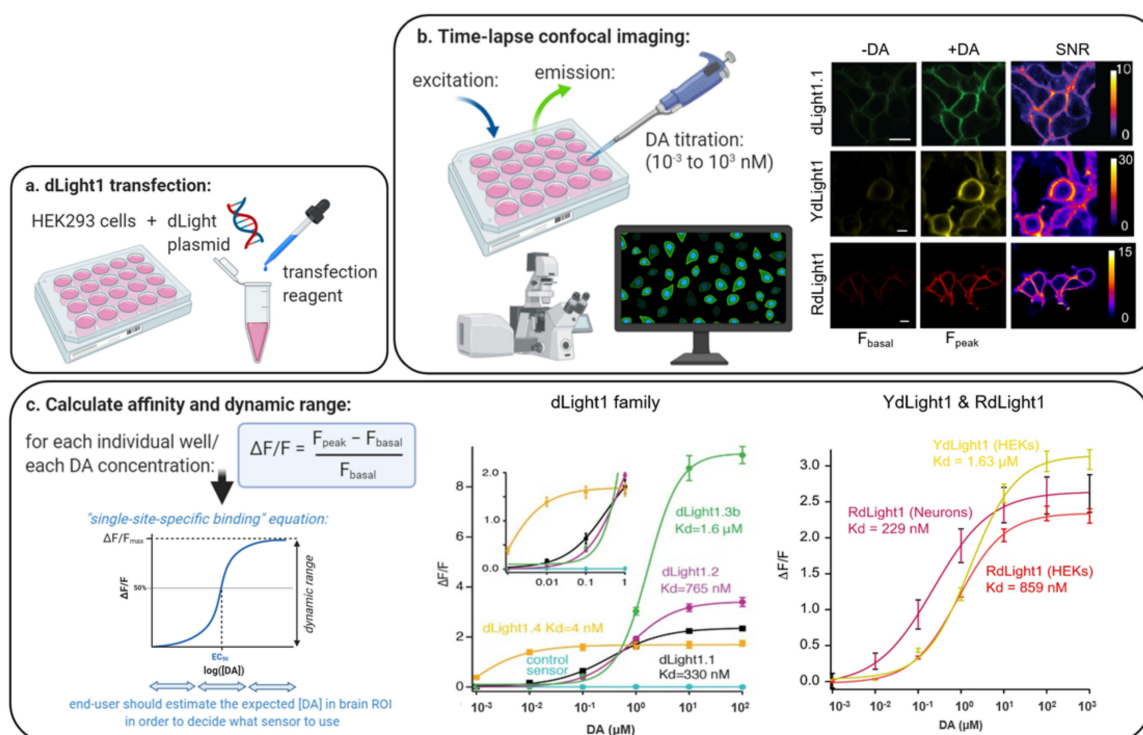 a. dLight1 transfection:
HEK293 cells + dLight
plasmid
transfection
reagent
b. Time-lapse confocal imaging:
excitation:
emission:
DA titration:
(10⁻³ to 10³ nM)
-DA +DA SNR
dLight1.1
10
0
YdLight1
30
0
RdLight1
15
0
F_basal F_peak
c. Calculate affinity and dynamic range:
for each individual well/
each DA concentration:
ΔF/F = F_peak − F_basal
F_basal
"single-site-specific binding" equation:
ΔF/F_max
ΔF/F
50%
dynamic range
EC₅₀
log([DA])
end-user should estimate the expected [DA] in brain ROI
in order to decide what sensor to use
dLight1 family
ΔF/F
8
6
4
2
0
2.0
1.0
0.0
0.01 0.1 1
dLight1.3b
Kd=1.6 μM
dLight1.2
Kd=765 nM
dLight1.4 Kd=4 nM
control
sensor
dLight1.1
Kd=330 nM
10⁻³ 10⁻² 10⁻¹ 10⁰ 10¹ 10²
DA (μM)
YdLight1 & RdLight1
ΔF/F
3.0
2.5
2.0
1.5
1.0
0.5
0.0
YdLight1 (HEKs)
Kd = 1.63 μM
RdLight1 (Neurons)
Kd = 229 nM
RdLight1 (HEKs)
Kd = 859 nM
10⁻³ 10⁻² 10⁻¹ 10⁰ 10¹ 10² 10³
DA (μM)